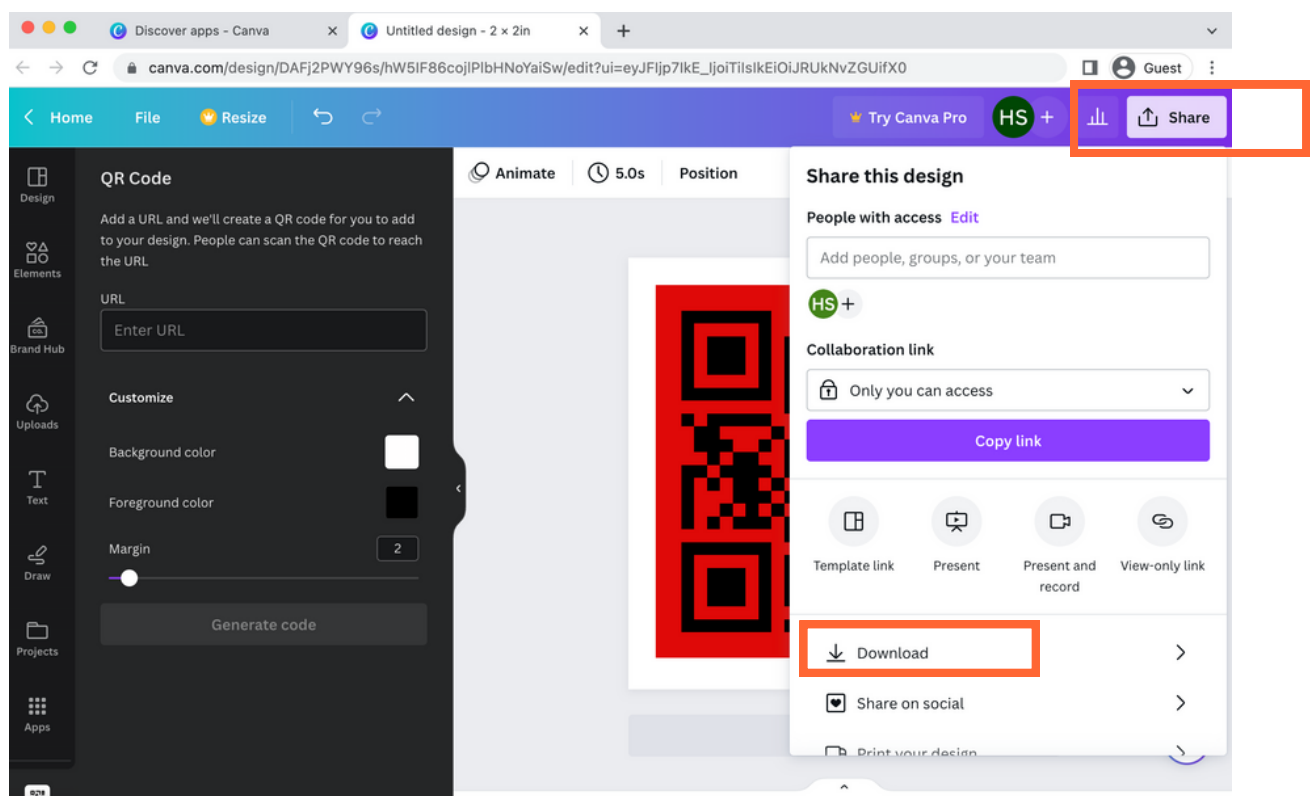 Discover apps - Canva
Untitled design - 2 × 2in
canva.com/design/DAFj2PWY96s/hW5IF86cojlPlbHNoYaiSw/edit?ui=eyJFIjp7IkE_IjoiTiIsIkEiOiJRUkNvZGUifX0
Guest
Home
File
Resize
Try Canva Pro
HS
Share
Design
Elements
CO.
Brand Hub
Uploads
Text
Draw
Projects
Apps
QR Code
Add a URL and we'll create a QR code for you to add
to your design. People can scan the QR code to reach
the URL
URL
Enter URL
Customize
Background color
Foreground color
Margin
2
Generate code
Animate
5.0s
Position
Share this design
People with access Edit
Add people, groups, or your team
HS
Collaboration link
Only you can access
Copy link
Template link
Present
Present and
record
View-only link
Download
Share on social
Print your design